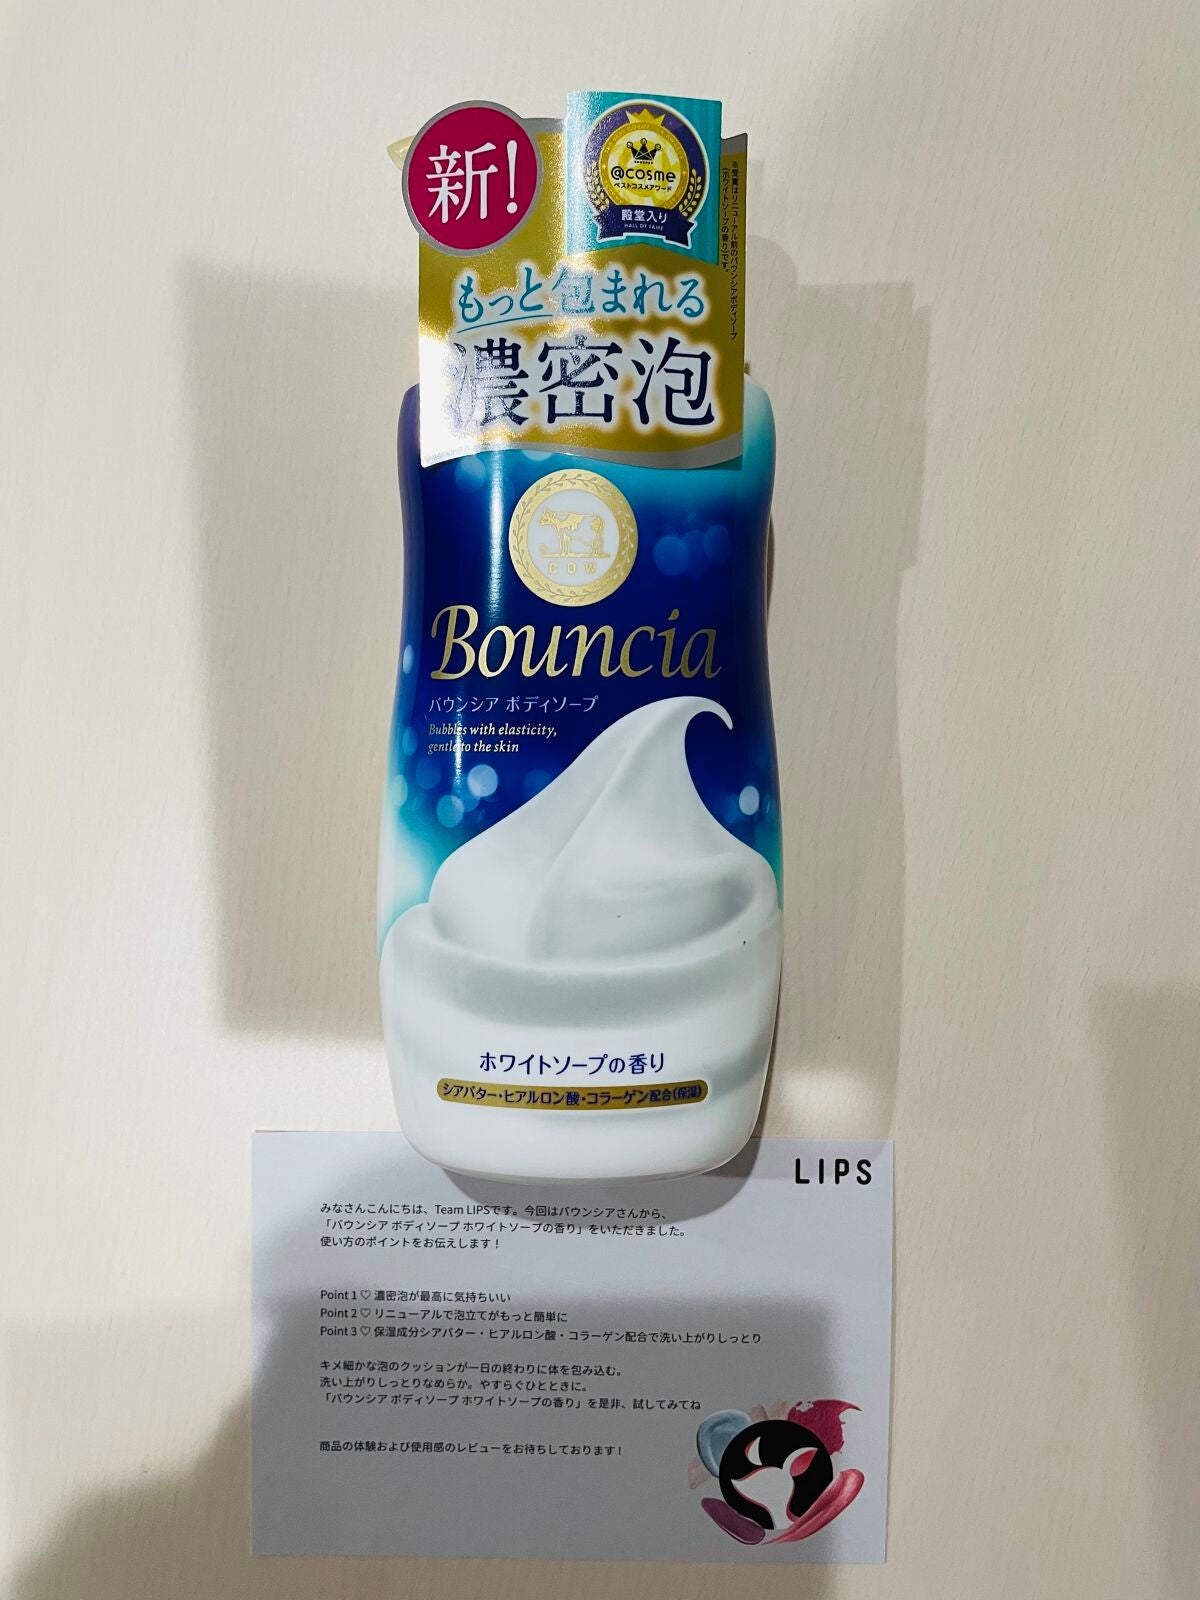 新!
@cosme
ベストコスメアワード
殿堂入り
HALL OF FAME
※受賞はリニューアル前のバウンシアボディソープ
(ホワイトソープの香り)です。
もっと包まれる
濃密泡
COW
Bouncia
バウンシア ボディソープ
Bubbles with elasticity,
gentle to the skin
ホワイトソープの香り
シアバター・ヒアルロン酸・コラーゲン配合(保湿)
LIPS
みなさんこんにちは、Team LIPSです。今回はバウンシアさんから、
「バウンシア ボディソープ ホワイトソープの香り」をいただきました。
使い方のポイントをお伝えします!
Point 1 ♡ 濃密泡が最高に気持ちいい
Point 2 ♡ リニューアルで泡立てがもっと簡単に
Point 3 ♡ 保湿成分シアバター・ヒアルロン酸・コラーゲン配合で洗い上がりしっとり
キメ細かな泡のクッションが一日の終わりに体を包み込む。
洗い上がりしっとりなめらか。やすらぐひとときに。
「バウンシア ボディソープ ホワイトソープの香り」を是非、試してみてね
商品の体験および使用感のレビューをお待ちしております!